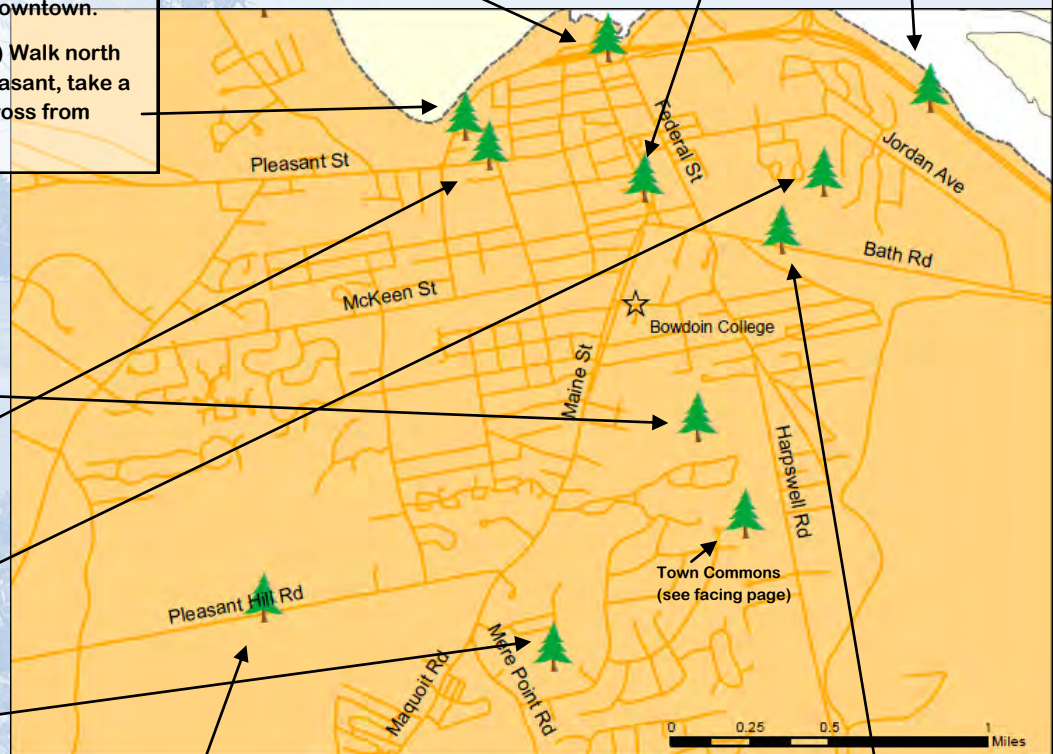 owntown.
) Walk north
asant, take a
ross from
Federal St
Jordan Ave
Pleasant St
Bath Rd
McKeen St
Bowdoin College
Maine St
Harpswell Rd
Town Commons
(see facing page)
Pleasant Hill Rd
Mere Point Rd
Maquoit Rd
0 0.25 0.5 1
Miles